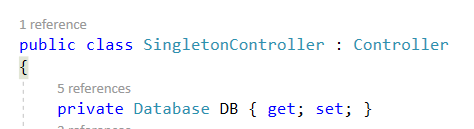 1 reference
public class SingletonController : Controller
{
5 references
private Database DB { get; set; }